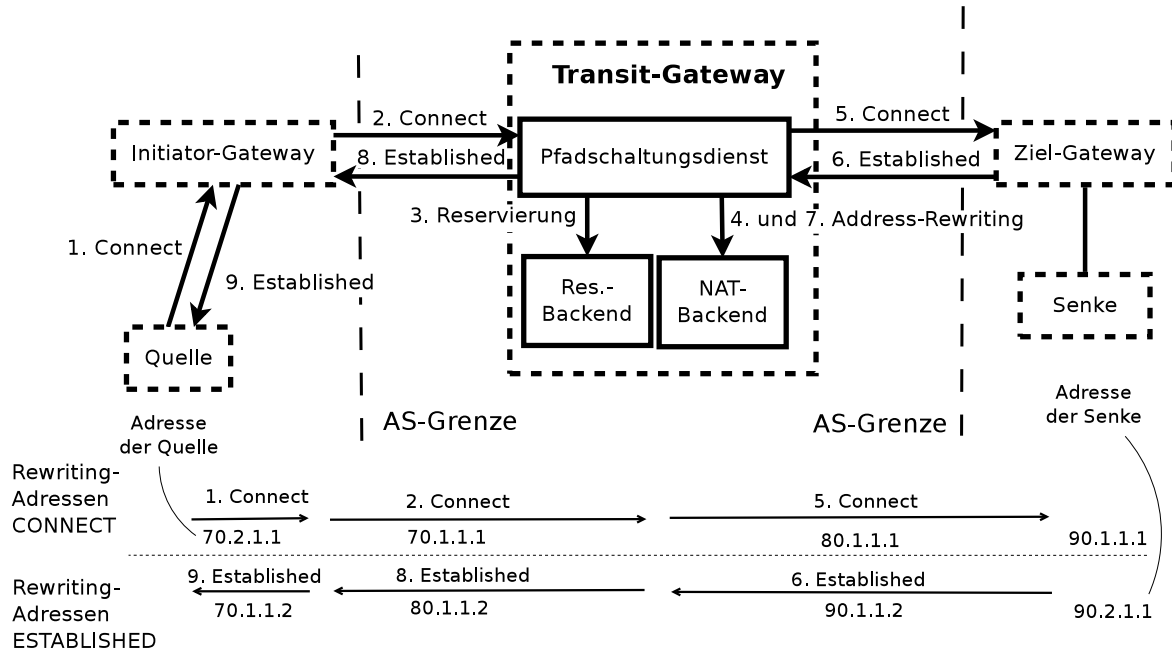 Transit-Gateway
2. Connect
5. Connect
Initiator-Gateway
8. Established
Pfadschaltungsdienst
6. Established
Ziel-Gateway
3. Reservierung
4. und 7. Address-Rewriting
1. Connect
9. Established
Res.-
Backend
NAT-
Backend
Senke
Quelle
Adresse
der Quelle
AS-Grenze
AS-Grenze
Adresse
der Senke
Rewriting-
Adressen
CONNECT
1. Connect
2. Connect
5. Connect
70.2.1.1
70.1.1.1
80.1.1.1
90.1.1.1
Rewriting-
Adressen
ESTABLISHED
9. Established
8. Established
6. Established
70.1.1.2
80.1.1.2
90.1.1.2
90.2.1.1